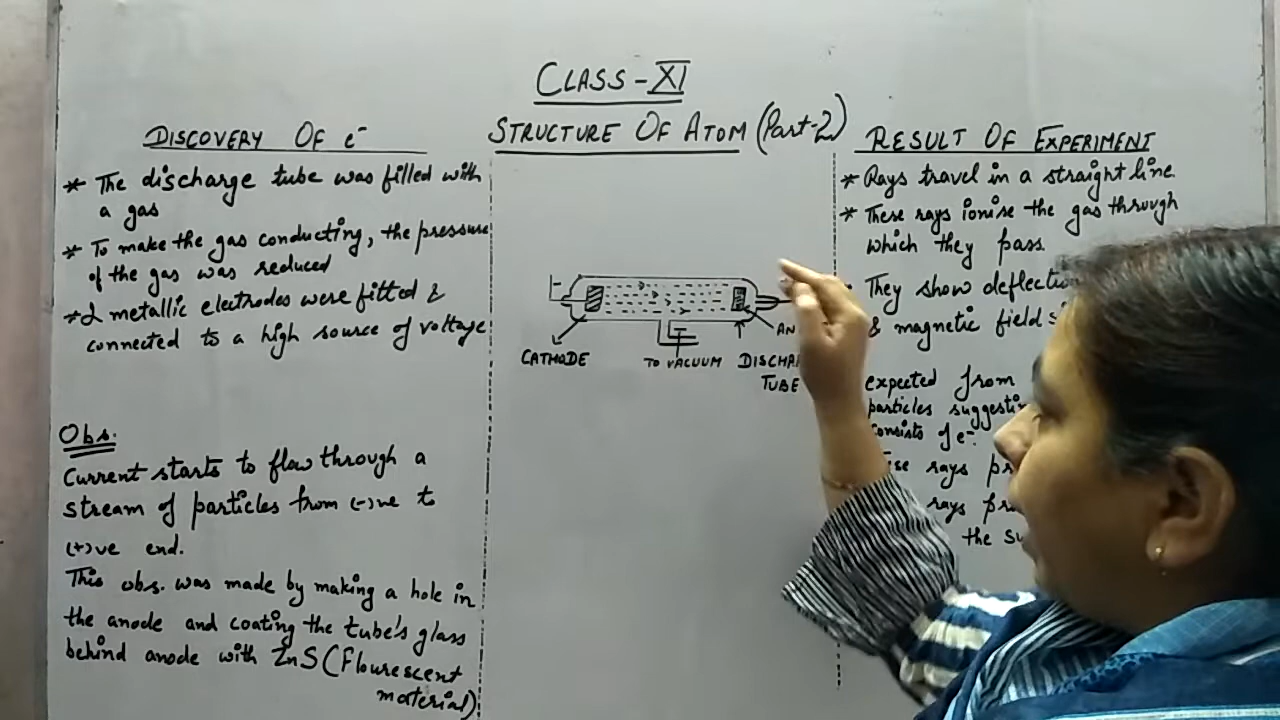 CLASS-XI
STRUCTURE OF ATOM (Part-2)
DISCOVERY OF e⁻
* The discharge tube was filled with
a gas
* To make the gas conducting, the pressure
of the gas was reduced
* 2 metallic electrodes were fitted &
connected to a high source of voltage
Obs.
Current starts to flow through a
stream of particles from (-)ve to
(+)ve end.
This obs. was made by making a hole in
the anode and coating the tube's glass
behind anode with ZnS (Flourescent
material)
-
CATHODE
TO VACUUM
AN
DISCHA
TUBE
RESULT OF EXPERIMENT
* Rays travel in a straight line
* These rays ionise the gas through
which they pass
They show deflecti
& magnetic field
expected from
particles
consists of e⁻.
rays
rays
the